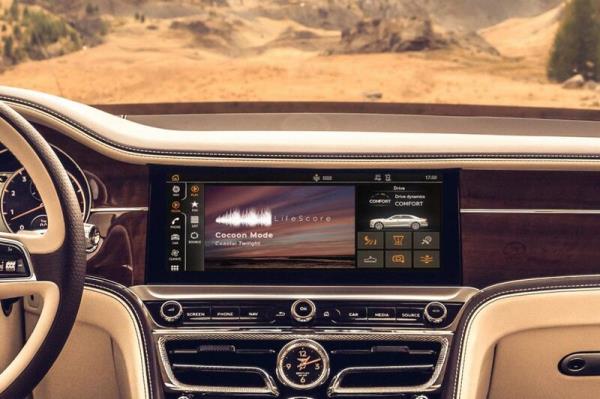 17:50
Drive
Drive dynamics
COMFORT
COMFORT
LifeScore
Cocoon Mode
Coastal Twilight
SCREEN PHONE NAV On CAR MEDIA SOURCE